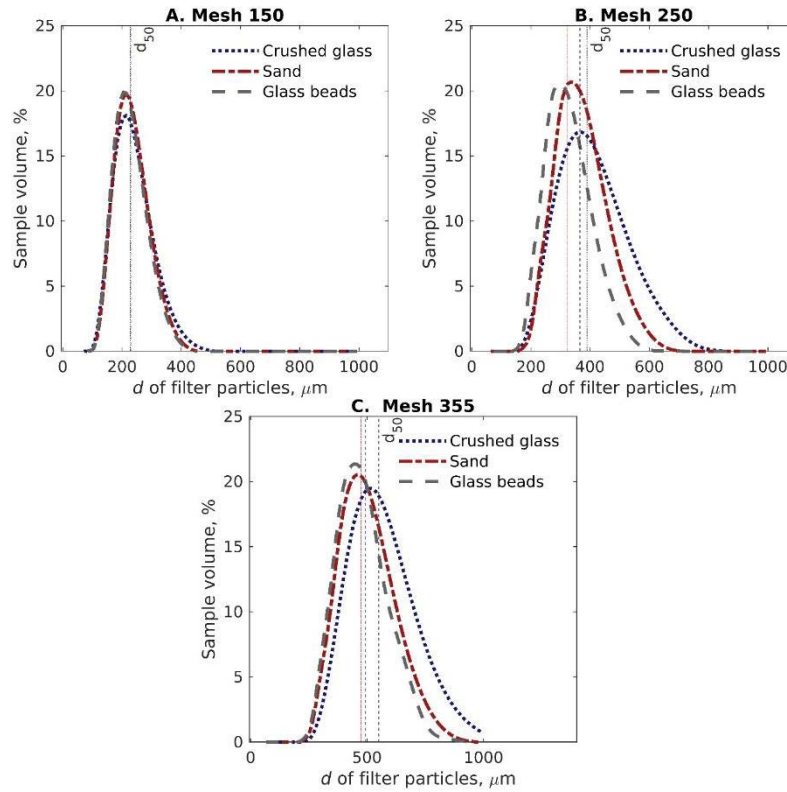 A. Mesh 150
d50
Crushed glass
Sand
Glass beads
25
20
15
10
5
0
Sample volume, %
0 200 400 600 800 1000
d of filter particles, μm
B. Mesh 250
d50
Crushed glass
Sand
Glass beads
25
20
15
10
5
0
Sample volume, %
0 200 400 600 800 1000
d of filter particles, μm
C. Mesh 355
d50
Crushed glass
Sand
Glass beads
25
20
15
10
5
0
Sample volume, %
0 500 1000
d of filter particles, μm